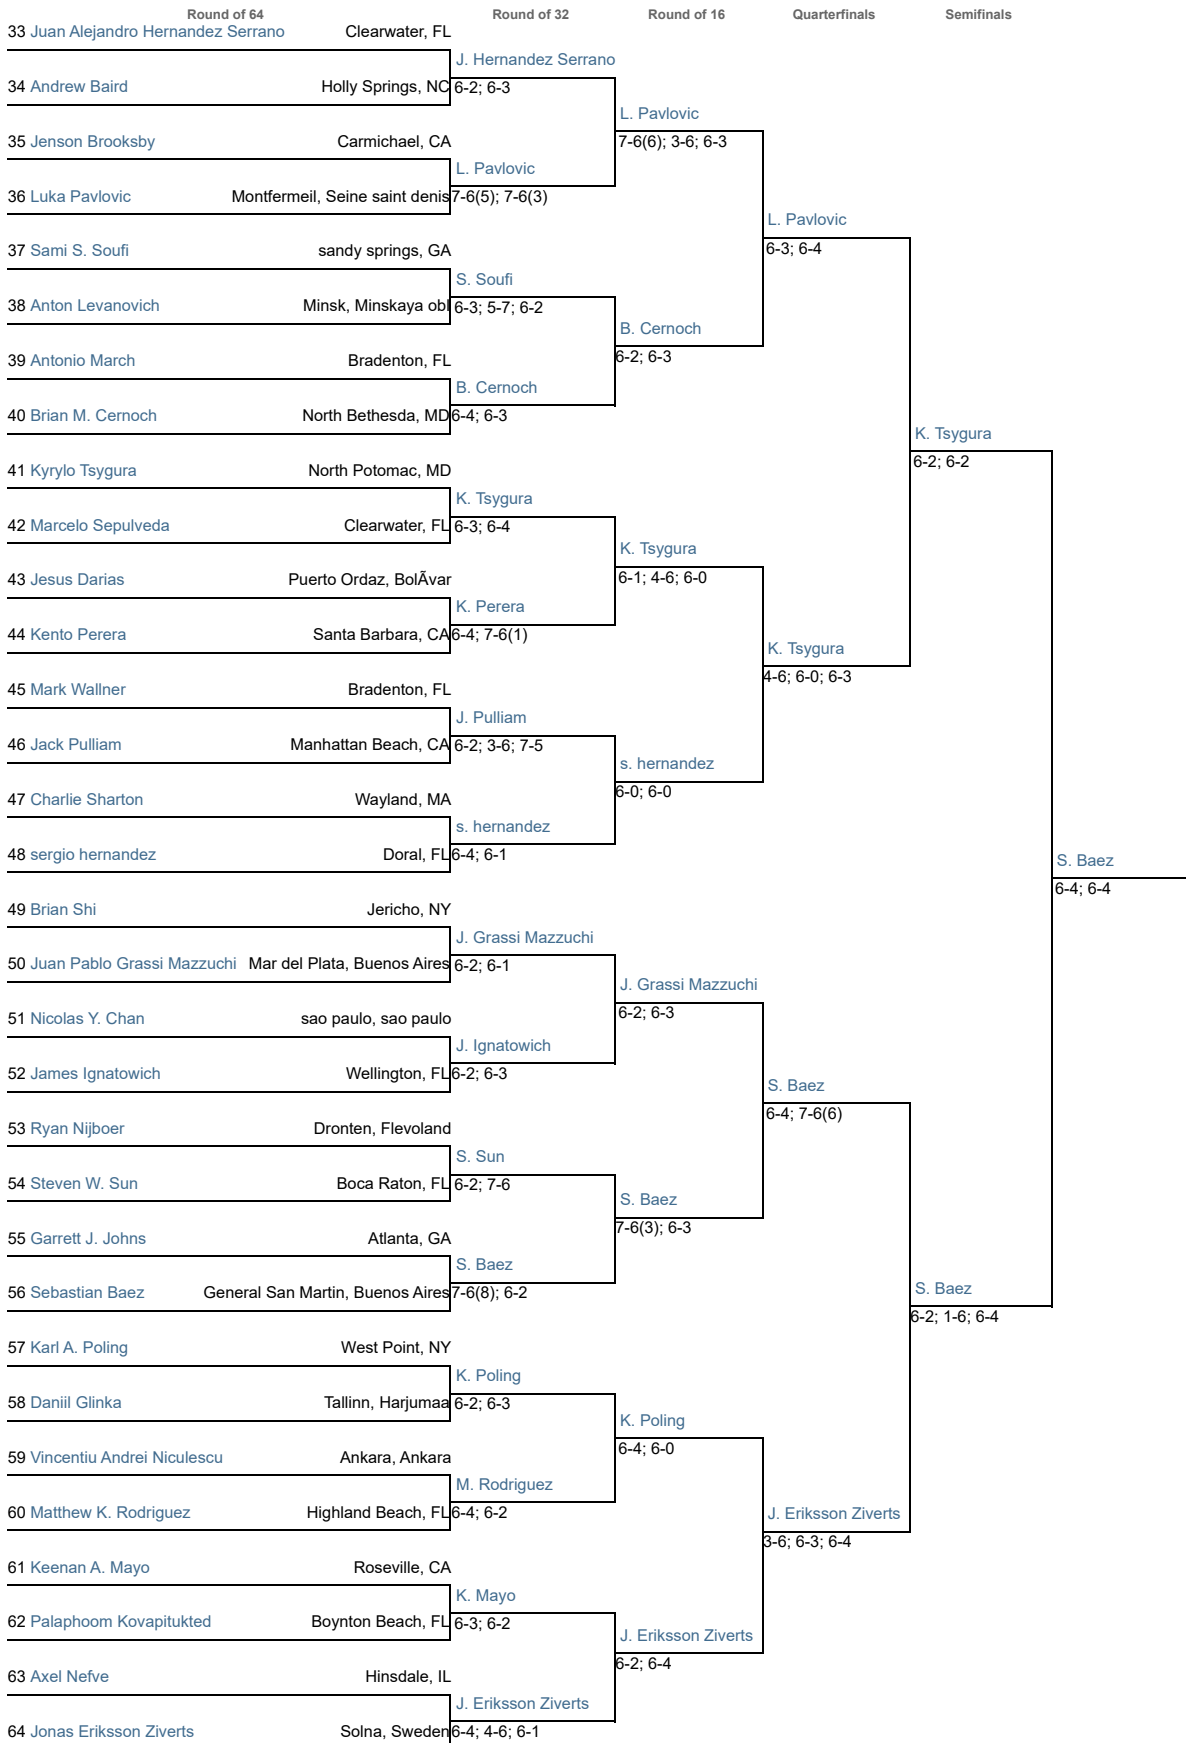 Round of 64 Round of 32 Round of 16 Quarterfinals Semifinals
33 Juan Alejandro Hernandez Serrano Clearwater, FL
J. Hernandez Serrano
34 Andrew Baird Holly Springs, NC 6-2; 6-3
L. Pavlovic
35 Jenson Brooksby Carmichael, CA 7-6(6); 3-6; 6-3
L. Pavlovic
36 Luka Pavlovic Montfermeil, Seine saint denis 7-6(5); 7-6(3)
L. Pavlovic
37 Sami S. Soufi sandy springs, GA 6-3; 6-4
S. Soufi
38 Anton Levanovich Minsk, Minskaya obl 6-3; 5-7; 6-2
B. Cernoch
39 Antonio March Bradenton, FL 6-2; 6-3
B. Cernoch
40 Brian M. Cernoch North Bethesda, MD 6-4; 6-3
K. Tsygura
41 Kyrylo Tsygura North Potomac, MD 6-2; 6-2
K. Tsygura
42 Marcelo Sepulveda Clearwater, FL 6-3; 6-4
K. Tsygura
43 Jesus Darias Puerto Ordaz, BolÃvar 6-1; 4-6; 6-0
K. Perera
44 Kento Perera Santa Barbara, CA 6-4; 7-6(1)
K. Tsygura
45 Mark Wallner Bradenton, FL 4-6; 6-0; 6-3
J. Pulliam
46 Jack Pulliam Manhattan Beach, CA 6-2; 3-6; 7-5
s. hernandez
47 Charlie Sharton Wayland, MA 6-0; 6-0
s. hernandez
48 sergio hernandez Doral, FL 6-4; 6-1
S. Baez
6-4; 6-4
49 Brian Shi Jericho, NY
J. Grassi Mazzuchi
50 Juan Pablo Grassi Mazzuchi Mar del Plata, Buenos Aires 6-2; 6-1
J. Grassi Mazzuchi
51 Nicolas Y. Chan sao paulo, sao paulo 6-2; 6-3
J. Ignatowich
52 James Ignatowich Wellington, FL 6-2; 6-3
S. Baez
53 Ryan Nijboer Dronten, Flevoland 6-4; 7-6(6)
S. Sun
54 Steven W. Sun Boca Raton, FL 6-2; 7-6
S. Baez
55 Garrett J. Johns Atlanta, GA 7-6(3); 6-3
S. Baez
56 Sebastian Baez General San Martin, Buenos Aires 7-6(8); 6-2
S. Baez
6-2; 1-6; 6-4
57 Karl A. Poling West Point, NY
K. Poling
58 Daniil Glinka Tallinn, Harjumaa 6-2; 6-3
K. Poling
59 Vincentiu Andrei Niculescu Ankara, Ankara 6-4; 6-0
M. Rodriguez
60 Matthew K. Rodriguez Highland Beach, FL 6-4; 6-2
J. Eriksson Ziverts
3-6; 6-3; 6-4
61 Keenan A. Mayo Roseville, CA
K. Mayo
62 Palaphoom Kovapitukted Boynton Beach, FL 6-3; 6-2
J. Eriksson Ziverts
63 Axel Nefve Hinsdale, IL 6-2; 6-4
J. Eriksson Ziverts
64 Jonas Eriksson Ziverts Solna, Sweden 6-4; 4-6; 6-1